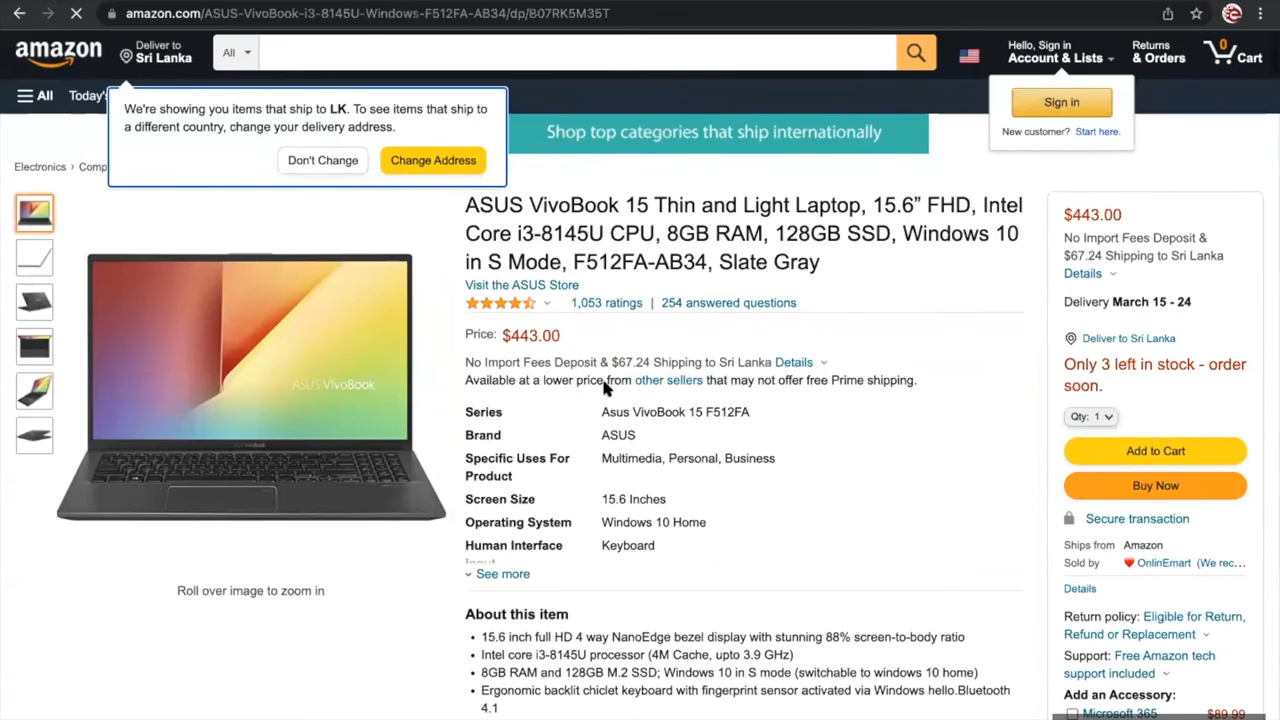 amazon.com/ASUS-VivoBook-i3-8145U-Windows-F512FA-AB34/dp/B07RK5M35T
amazon
Deliver to
Sri Lanka
All
Hello, Sign in
Account & Lists
Returns
& Orders
0
Cart
All
Today's
We're showing you items that ship to LK. To see items that ship to
a different country, change your delivery address.
Don't Change
Change Address
Sign in
New customer? Start here.
Shop top categories that ship internationally
Electronics › Comp
ASUS VivoBook 15 Thin and Light Laptop, 15.6” FHD, Intel
Core i3-8145U CPU, 8GB RAM, 128GB SSD, Windows 10
in S Mode, F512FA-AB34, Slate Gray
Visit the ASUS Store
1,053 ratings | 254 answered questions
Price: $443.00
No Import Fees Deposit & $67.24 Shipping to Sri Lanka Details
Available at a lower price from other sellers that may not offer free Prime shipping.
Series Asus VivoBook 15 F512FA
Brand ASUS
Specific Uses For Product Multimedia, Personal, Business
Screen Size 15.6 Inches
Operating System Windows 10 Home
Human Interface Keyboard
Input
See more
About this item
• 15.6 inch full HD 4 way NanoEdge bezel display with stunning 88% screen-to-body ratio
• Intel core i3-8145U processor (4M Cache, upto 3.9 GHz)
• 8GB RAM and 128GB M.2 SSD; Windows 10 in S mode (switchable to windows 10 home)
• Ergonomic backlit chiclet keyboard with fingerprint sensor activated via Windows hello.Bluetooth
4.1
ASUS VivoBook
Roll over image to zoom in
$443.00
No Import Fees Deposit &
$67.24 Shipping to Sri Lanka
Details
Delivery March 15 - 24
Deliver to Sri Lanka
Only 3 left in stock - order
soon.
Qty: 1
Add to Cart
Buy Now
Secure transaction
Ships from Amazon
Sold by ❤️ OnlinEmart (We rec...
Details
Return policy: Eligible for Return,
Refund or Replacement
Support: Free Amazon tech
support included
Add an Accessory:
Microsoft 365 $89.99